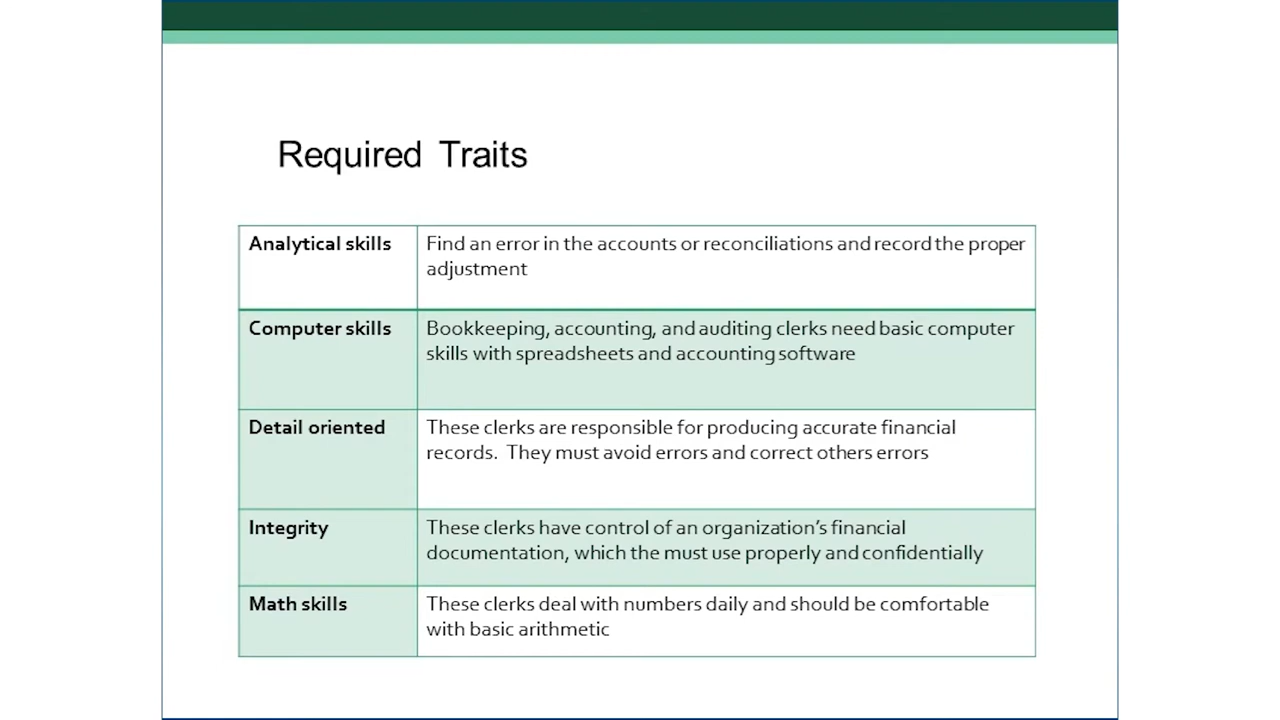 Required Traits
Analytical skills
Find an error in the accounts or reconciliations and record the proper
adjustment
Computer skills
Bookkeeping, accounting, and auditing clerks need basic computer
skills with spreadsheets and accounting software
Detail oriented
These clerks are responsible for producing accurate financial
records. They must avoid errors and correct others errors
Integrity
These clerks have control of an organization's financial
documentation, which the must use properly and confidentially
Math skills
These clerks deal with numbers daily and should be comfortable
with basic arithmetic